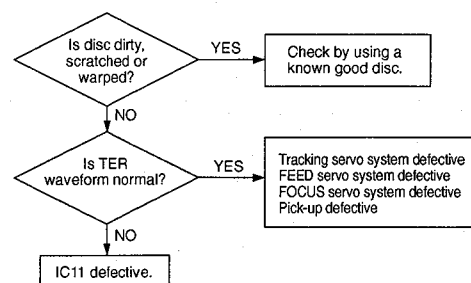 Is disc dirty,
scratched or
warped?
YES
Check by using a
known good disc.
NO
Is TER
waveform normal?
YES
Tracking servo system defective
FEED servo system defective
FOCUS servo system defective
Pick-up defective
NO
IC11 defective.